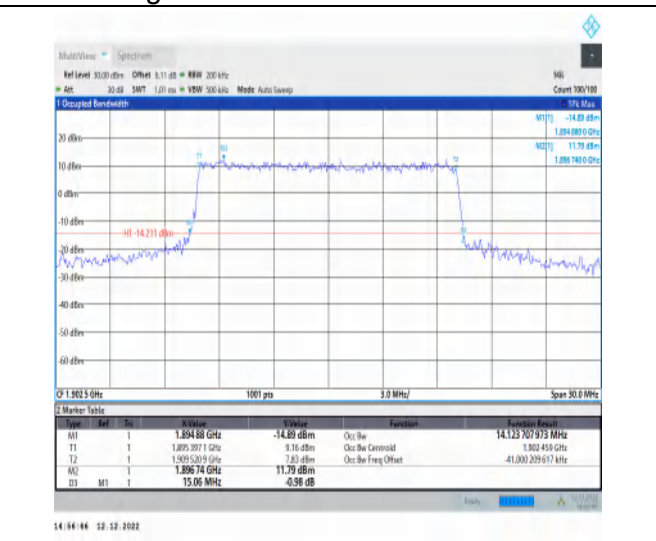 MultiView Spectrum
Ref Level 30.00 dBm Offset 8.11 dB RBW 200 kHz SGL
Att 30 dB SWT 1.01 ms VBW 500 kHz Mode Auto Sweep Count 100/100
1 Occupied Bandwidth 1Pk Max
M1[1] -14.89 dBm
1.894 880 0 GHz
M2[1] 11.79 dBm
1.896 740 0 GHz
20 dBm
10 dBm
0 dBm
-10 dBm
-20 dBm
-30 dBm
-40 dBm
-50 dBm
-60 dBm
T1 M2 T2
H1 -14.211 dBm
CF 1.902 5 GHz 1001 pts 3.0 MHz/ Span 30.0 MHz
2 Marker Table
Type Ref Trc X-Value Y-Value Function Function Result
M1 1 1.894 88 GHz -14.89 dBm Occ Bw 14.123 707 973 MHz
T1 1 1.895 397 1 GHz 9.16 dBm Occ Bw Centroid 1.902 459 GHz
T2 1 1.909 520 9 GHz 7.83 dBm Occ Bw Freq Offset -41.000 209 617 kHz
M2 1 1.896 74 GHz 11.79 dBm
D3 M1 1 15.06 MHz -0.98 dB
Ready
14:56:46 12.12.2022